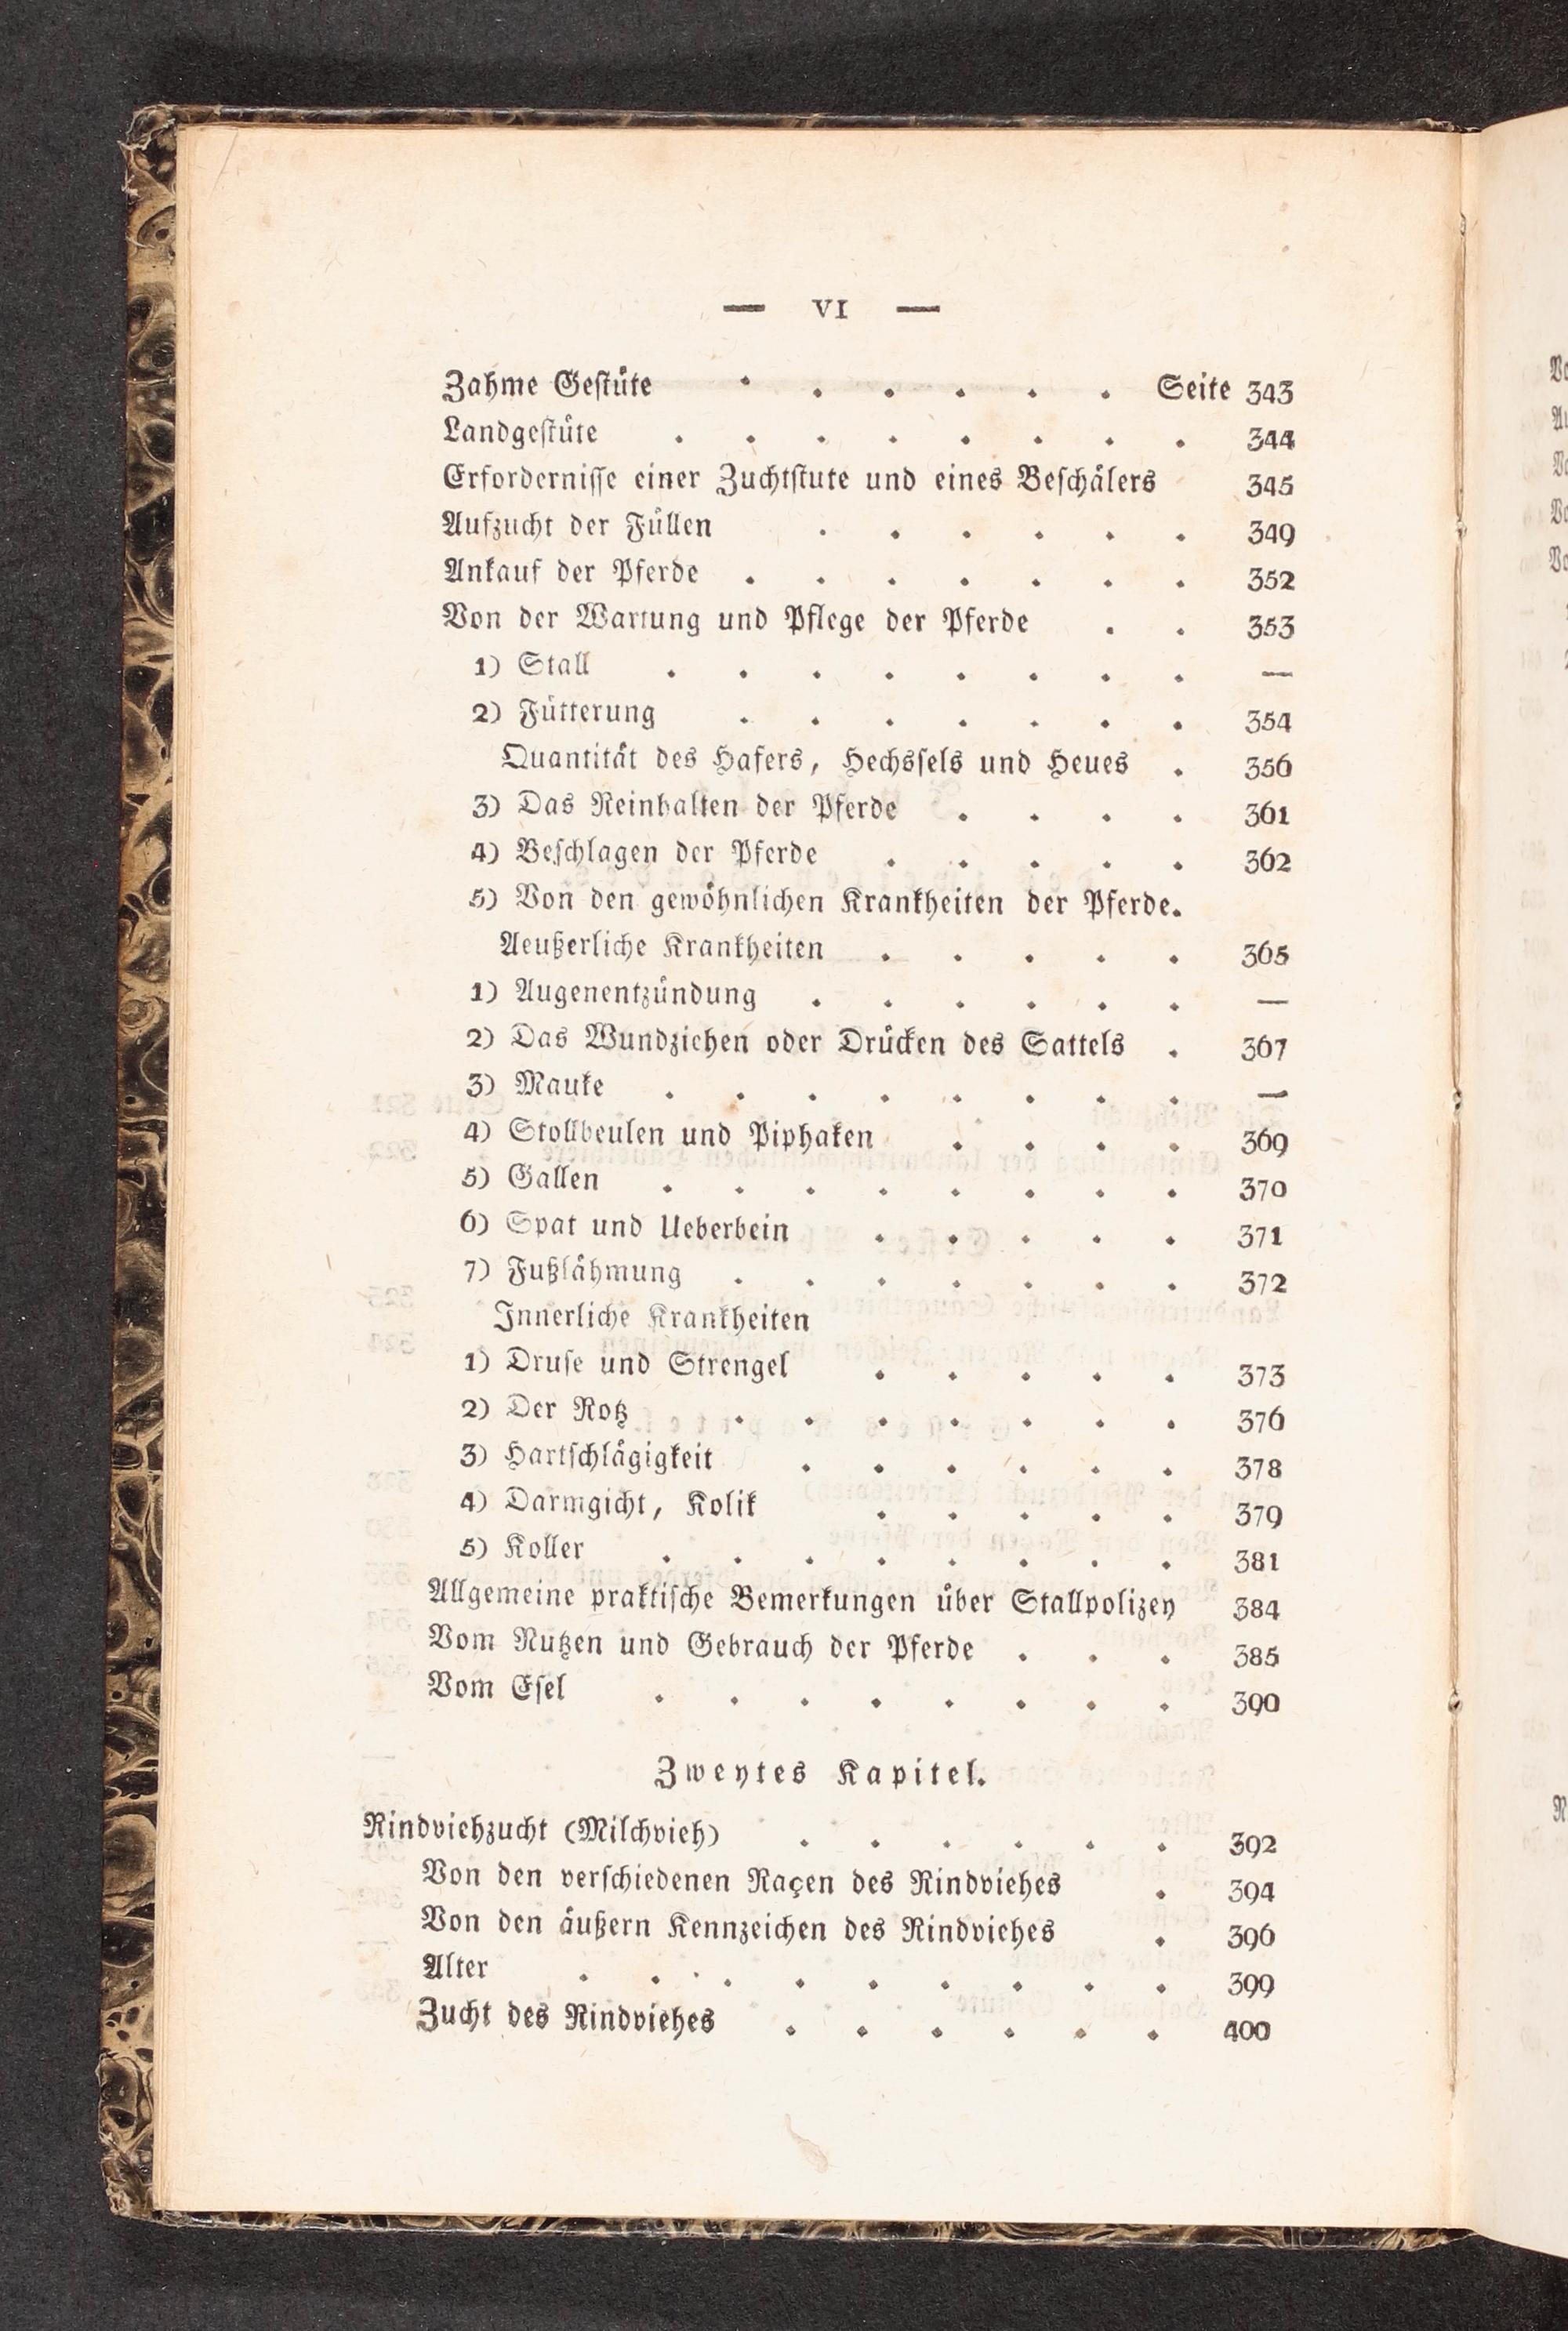 — VI —
Zahme Geſtüte . . . . . . Seite 343
Landgeſtüte . . . . . . . . 344
Erforderniſſe einer Zuchtſtute und eines Beſchälers 345
Aufzucht der Füllen . . . . . . 349
Ankauf der Pferde . . . . . . . 352
Von der Wartung und Pflege der Pferde . . 353
1) Stall . . . . . . . . —
2) Fütterung . . . . . . . 354
Quantität des Hafers, Hechsſels und Heues . 356
3) Das Reinhalten der Pferde . . . . 361
4) Beſchlagen der Pferde . . . . . 362
5) Von den gewöhnlichen Krankheiten der Pferde.
Aeußerliche Krankheiten . . . . . 365
1) Augenentzündung . . . . . . —
2) Das Wundziehen oder Drücken des Sattels . 367
3) Mauke . . . . . . . . —
4) Stollbeulen und Piphaken . . . . 369
5) Gallen . . . . . . . . 370
6) Spat und Ueberbein . . . . . 371
7) Fußlähmung . . . . . . . 372
Innerliche Krankheiten
1) Druſe und Strengel . . . . . 373
2) Der Rotz . . . . . . . 376
3) Hartſchlägigkeit . . . . . . 378
4) Darmgicht, Kolik . . . . . 379
5) Koller . . . . . . . . 381
Allgemeine praktiſche Bemerkungen über Stallpolizey 384
Vom Nutzen und Gebrauch der Pferde . . . 385
Vom Eſel . . . . . . . . 390
Zweytes Kapitel.
Rindviehzucht (Milchvieh) . . . . . . 392
Von den verſchiedenen Raçen des Rindviehes . 394
Von den äußern Kennzeichen des Rindviehes . 396
Alter . . . . . . . . . 399
Zucht des Rindviehes . . . . . . 400